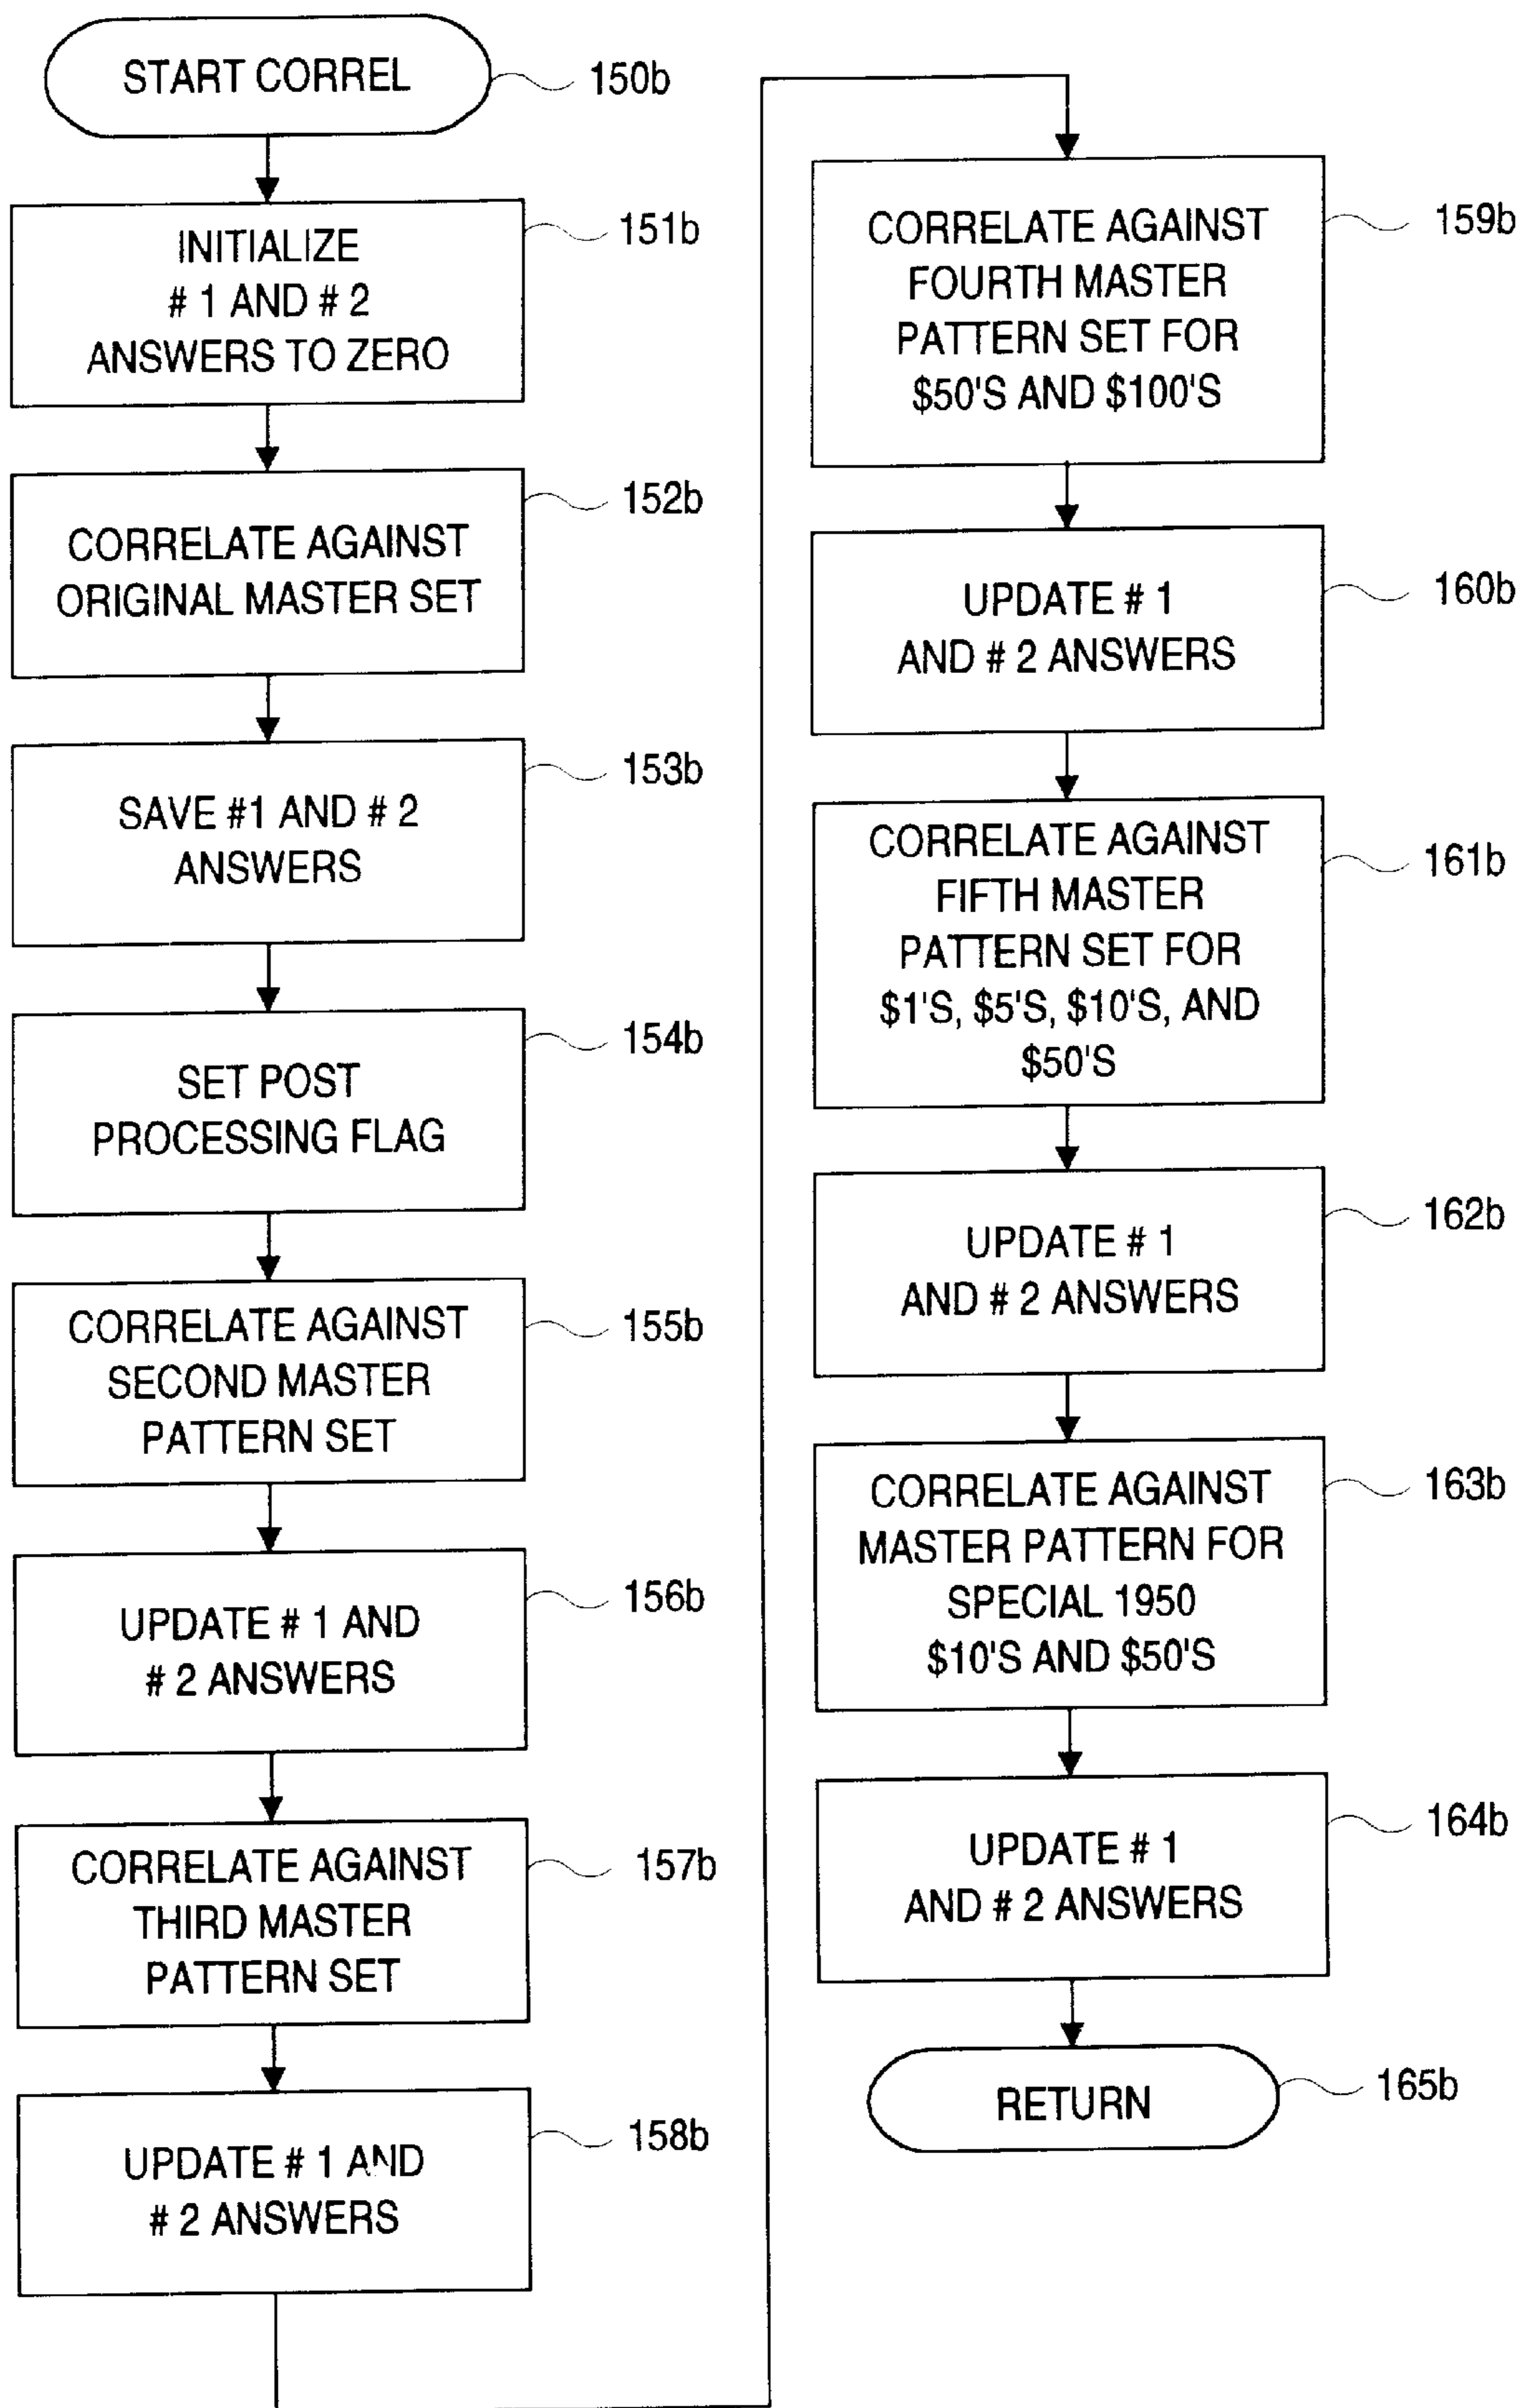 START CORREL
150b
INITIALIZE
# 1 AND # 2
ANSWERS TO ZERO
151b
CORRELATE AGAINST
ORIGINAL MASTER SET
152b
SAVE #1 AND # 2
ANSWERS
153b
SET POST
PROCESSING FLAG
154b
CORRELATE AGAINST
SECOND MASTER
PATTERN SET
155b
UPDATE # 1 AND
# 2 ANSWERS
156b
CORRELATE AGAINST
THIRD MASTER
PATTERN SET
157b
UPDATE # 1 AND
# 2 ANSWERS
158b
CORRELATE AGAINST
FOURTH MASTER
PATTERN SET FOR
$50'S AND $100'S
159b
UPDATE # 1
AND # 2 ANSWERS
160b
CORRELATE AGAINST
FIFTH MASTER
PATTERN SET FOR
$1'S, $5'S, $10'S, AND
$50'S
161b
UPDATE # 1
AND # 2 ANSWERS
162b
CORRELATE AGAINST
MASTER PATTERN FOR
SPECIAL 1950
$10'S AND $50'S
163b
UPDATE # 1
AND # 2 ANSWERS
164b
RETURN
165b